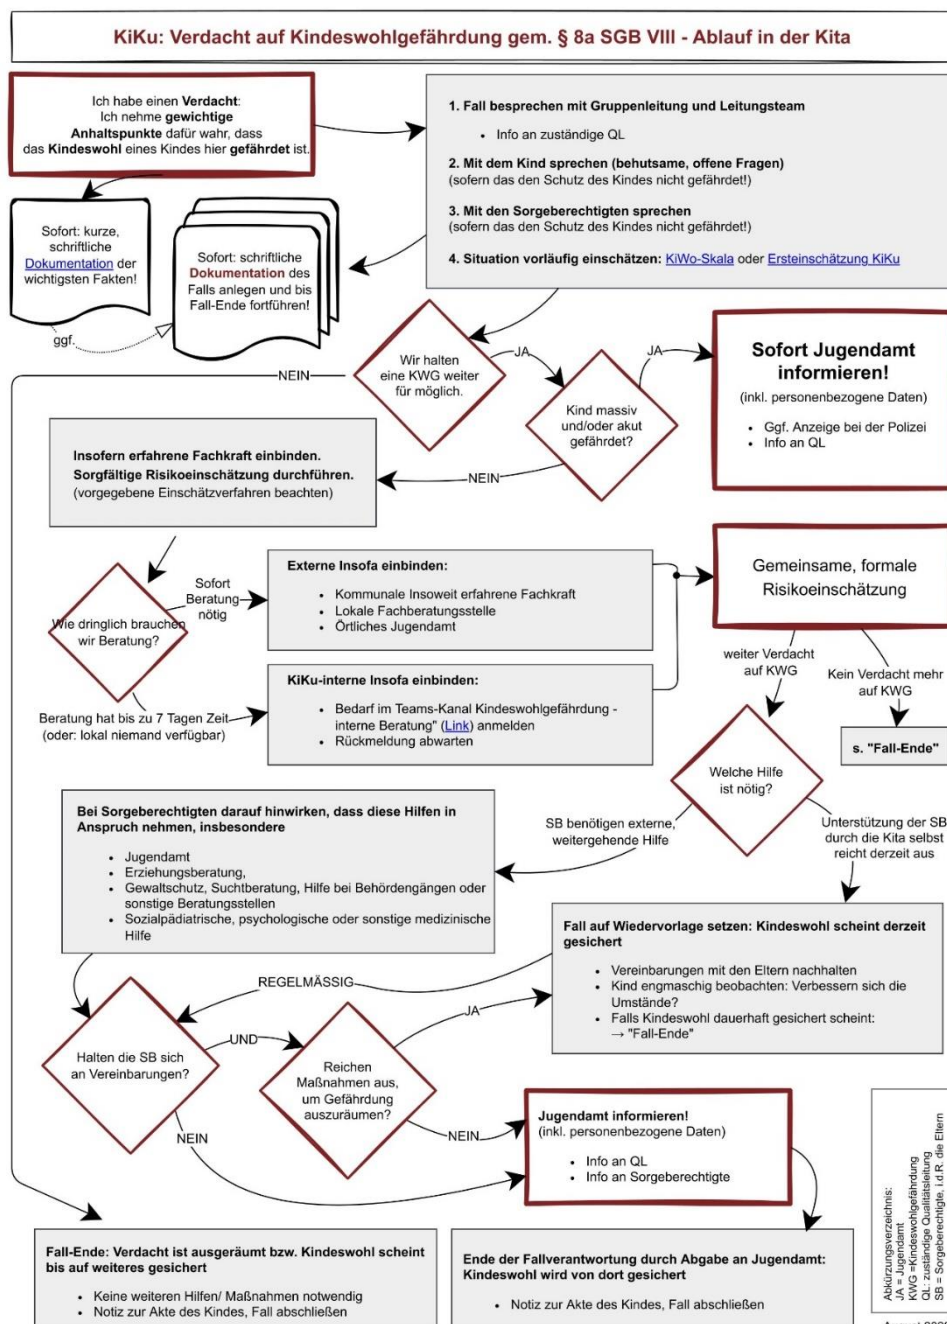 KiKu: Verdacht auf Kindeswohlgefährdung gem. § 8a SGB VIII - Ablauf in der Kita
Ich habe einen Verdacht:
Ich nehme gewichtige
Anhaltspunkte dafür wahr, dass
das Kindeswohl eines Kindes hier gefährdet ist.
1. Fall besprechen mit Gruppenleitung und Leitungsteam
• Info an zuständige QL
2. Mit dem Kind sprechen (behutsame, offene Fragen)
(sofern das den Schutz des Kindes nicht gefährdet!)
3. Mit den Sorgeberechtigten sprechen
(sofern das den Schutz des Kindes nicht gefährdet!)
4. Situation vorläufig einschätzen: KiWo-Skala oder Ersteinschätzung KiKu
Sofort: kurze,
schriftliche
Dokumentation der
wichtigsten Fakten!
Sofort: schriftliche
Dokumentation des
Falls anlegen und bis
Fall-Ende fortführen!
ggf.
Wir halten
eine KWG weiter
für möglich.
NEIN
JA
Kind massiv
und/oder akut
gefährdet?
JA
NEIN
Sofort Jugendamt
informieren!
(inkl. personenbezogene Daten)
• Ggf. Anzeige bei der Polizei
• Info an QL
Insofern erfahrene Fachkraft einbinden.
Sorgfältige Risikoeinschätzung durchführen.
(vorgegebene Einschätzverfahren beachten)
Wie dringlich brauchen
wir Beratung?
Sofort
Beratung
nötig
Externe Insofa einbinden:
• Kommunale Insoweit erfahrene Fachkraft
• Lokale Fachberatungsstelle
• Örtliches Jugendamt
Beratung hat bis zu 7 Tagen Zeit
(oder: lokal niemand verfügbar)
KiKu-interne Insofa einbinden:
• Bedarf im Teams-Kanal Kindeswohlgefährdung -
interne Beratung" (Link) anmelden
• Rückmeldung abwarten
Gemeinsame, formale
Risikoeinschätzung
weiter Verdacht
auf KWG
Kein Verdacht mehr
auf KWG
s. "Fall-Ende"
Welche Hilfe
ist nötig?
SB benötigen externe,
weitergehende Hilfe
Unterstützung der SB
durch die Kita selbst
reicht derzeit aus
Bei Sorgeberechtigten darauf hinwirken, dass diese Hilfen in
Anspruch nehmen, insbesondere
• Jugendamt
• Erziehungsberatung,
• Gewaltschutz, Suchtberatung, Hilfe bei Behördengängen oder
sonstige Beratungsstellen
• Sozialpädiatrische, psychologische oder sonstige medizinische
Hilfe
Fall auf Wiedervorlage setzen: Kindeswohl scheint derzeit
gesichert
• Vereinbarungen mit den Eltern nachhalten
• Kind engmaschig beobachten: Verbessern sich die
Umstände?
• Falls Kindeswohl dauerhaft gesichert scheint:
→ "Fall-Ende"
REGELMÄSSIG
Halten die SB sich
an Vereinbarungen?
UND
Reichen
Maßnahmen aus,
um Gefährdung
auszuräumen?
JA
NEIN
NEIN
Jugendamt informieren!
(inkl. personenbezogene Daten)
• Info an QL
• Info an Sorgeberechtigte
Fall-Ende: Verdacht ist ausgeräumt bzw. Kindeswohl scheint
bis auf weiteres gesichert
• Keine weiteren Hilfen/ Maßnahmen notwendig
• Notiz zur Akte des Kindes, Fall abschließen
Ende der Fallverantwortung durch Abgabe an Jugendamt:
Kindeswohl wird von dort gesichert
• Notiz zur Akte des Kindes, Fall abschließen
Abkürzungsverzeichnis:
JA = Jugendamt
KWG =Kindeswohlgefährdung
QL: zuständige Qualitätsleitung
SB = Sorgeberechtigte, i.d.R. die Eltern